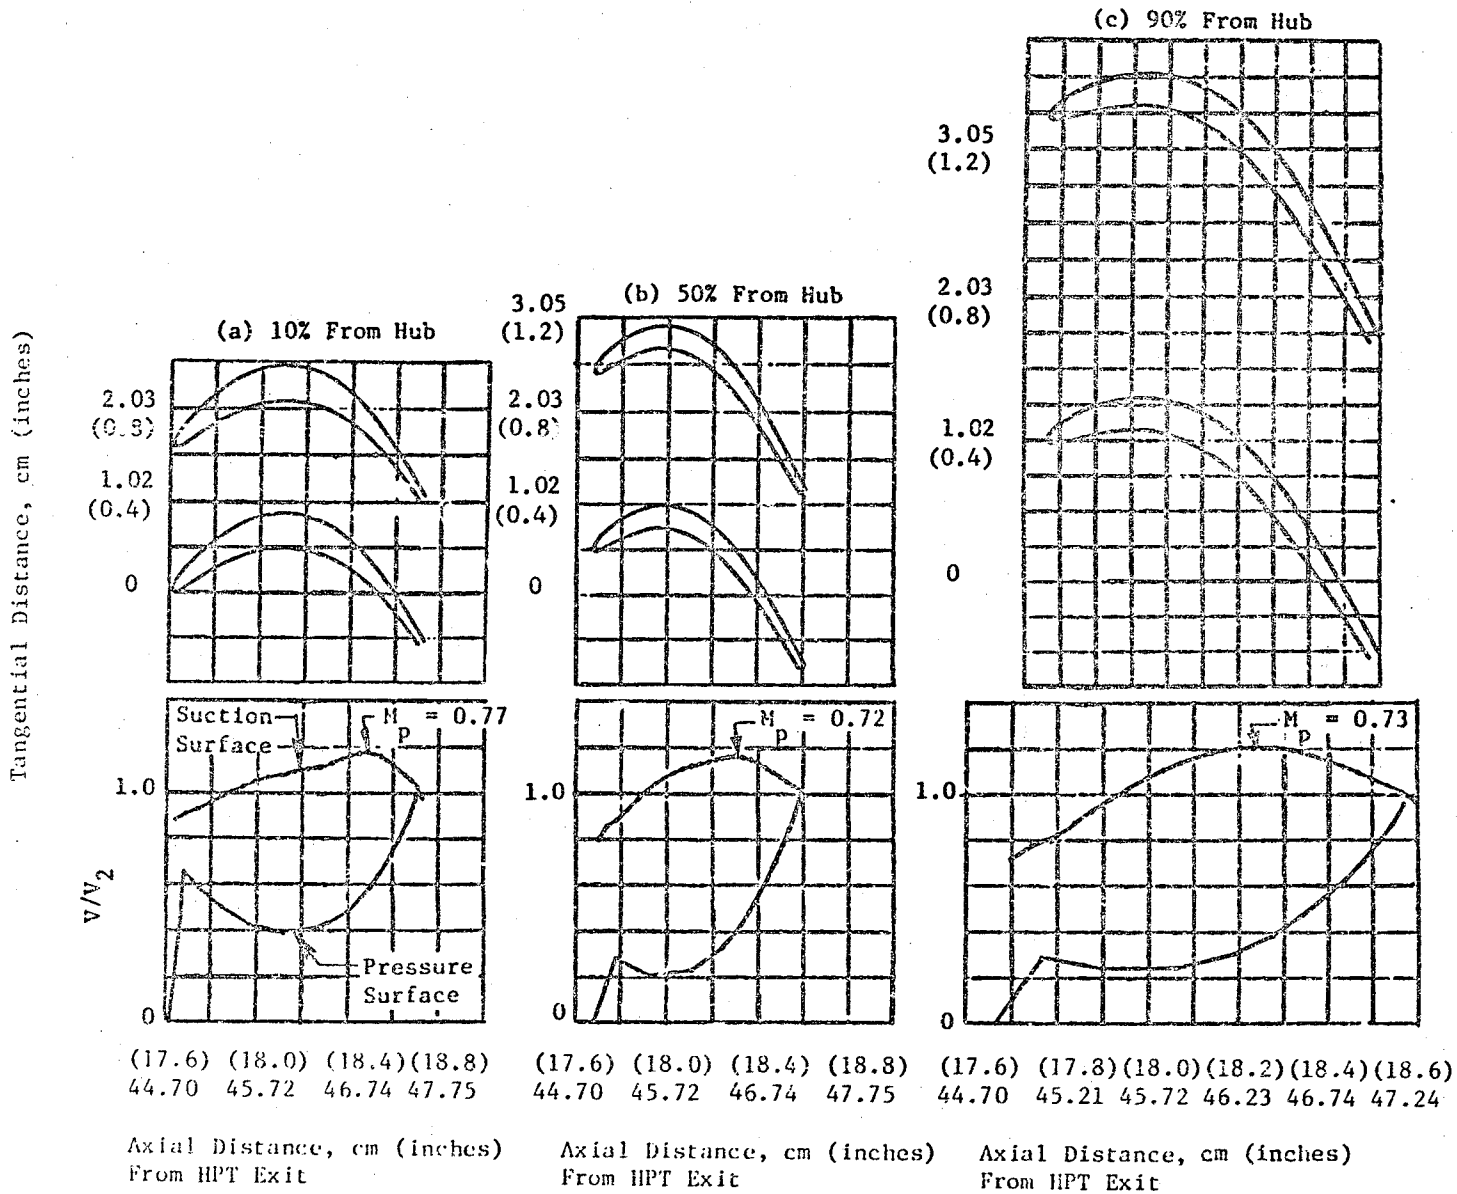 (c) 90% From Hub
3.05
(1.2)
2.03
(0.8)
1.02
(0.4)
0
(b) 50% From Hub
3.05
(1.2)
2.03
(0.8)
1.02
(0.4)
0
(a) 10% From Hub
2.03
(0.8)
1.02
(0.4)
0
Tangential Distance, cm (inches)
Suction
Surface
Mp = 0.77
1.0
V/V2
Pressure
Surface
0
Mp = 0.72
1.0
0
Mp = 0.73
1.0
0
(17.6) (18.0) (18.4) (18.8)
44.70 45.72 46.74 47.75
Axial Distance, cm (inches)
From HPT Exit
(17.6) (18.0) (18.4) (18.8)
44.70 45.72 46.74 47.75
Axial Distance, cm (inches)
From HPT Exit
(17.6) (17.8) (18.0) (18.2) (18.4) (18.6)
44.70 45.21 45.72 46.23 46.74 47.24
Axial Distance, cm (inches)
From HPT Exit